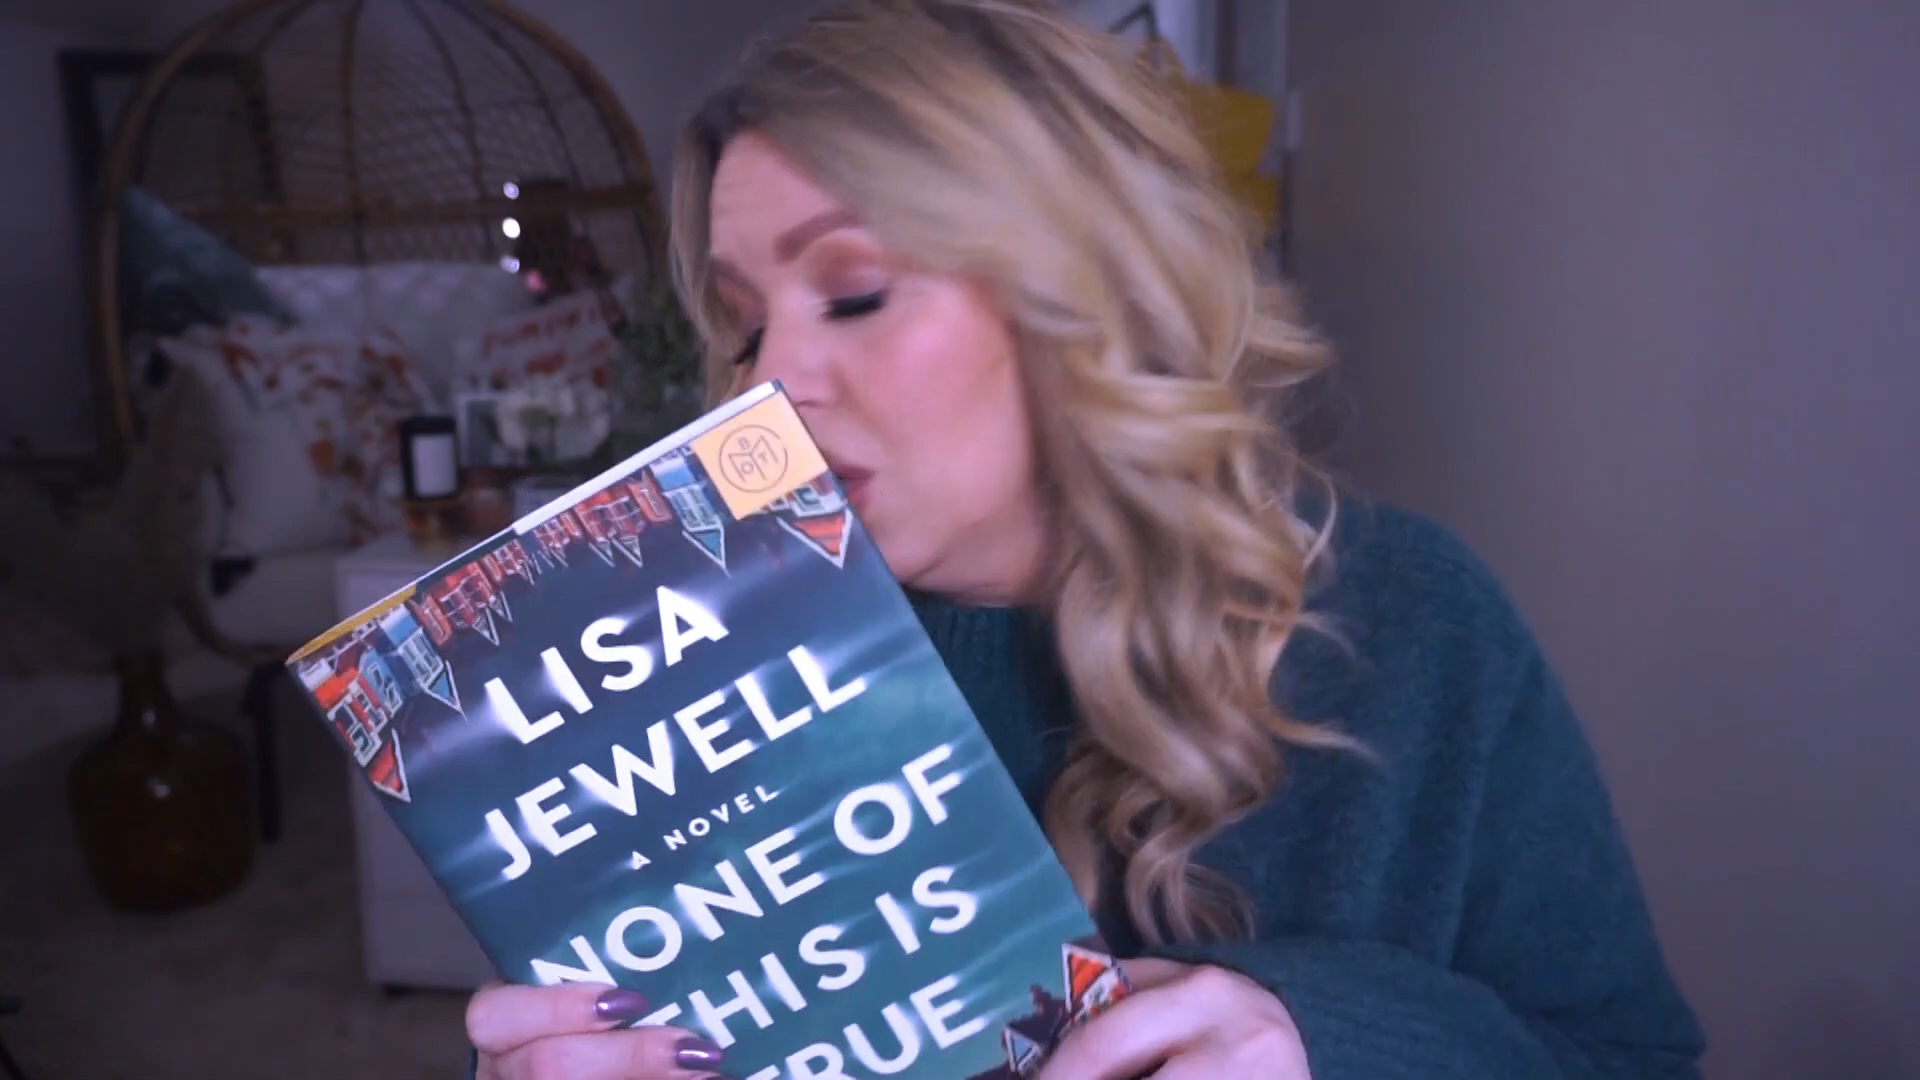 B
O T
LISA
JEWELL
A NOVEL
NONE OF
THIS IS
TRUE